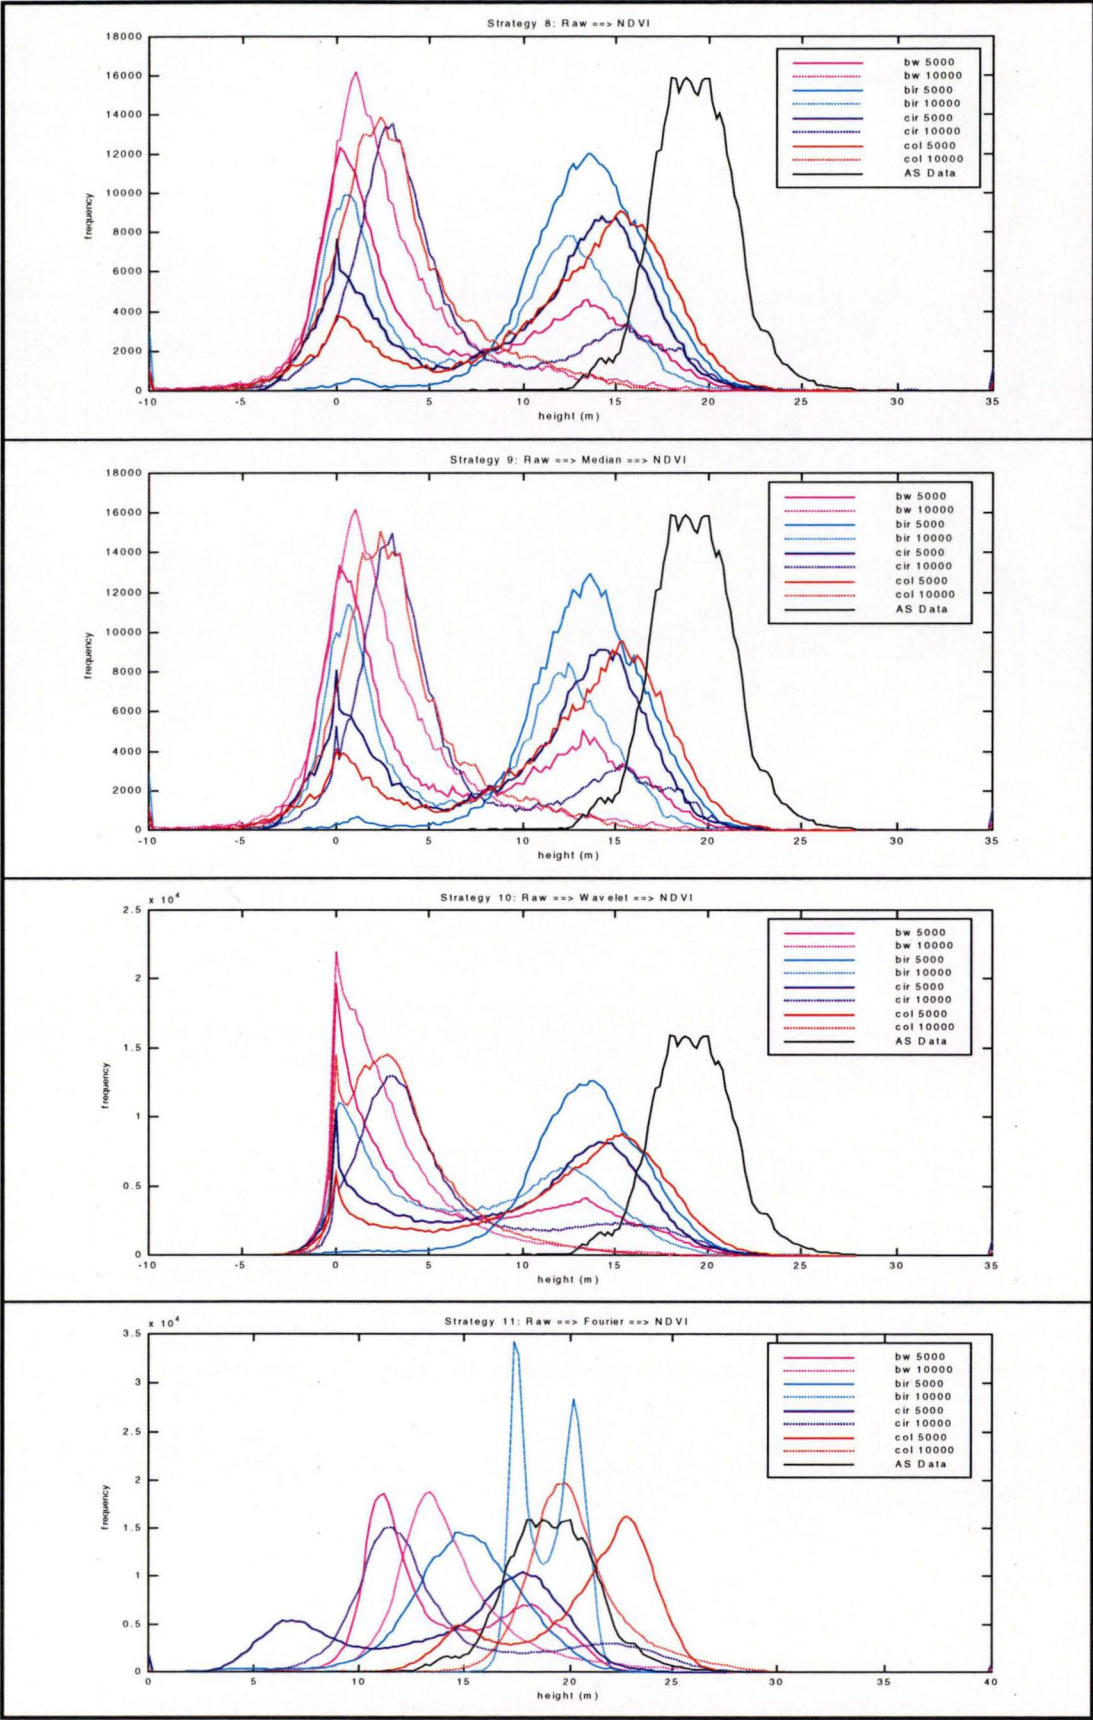 Strategy 8: Raw ==> NDVI
18000
16000
14000
12000
10000
8000
6000
4000
2000
0
frequency
-10 -5 0 5 10 15 20 25 30 35
height (m)
bw 5000
bw 10000
bir 5000
bir 10000
cir 5000
cir 10000
col 5000
col 10000
AS Data
Strategy 9: Raw ==> Median ==> NDVI
18000
16000
14000
12000
10000
8000
6000
4000
2000
0
frequency
-10 -5 0 5 10 15 20 25 30 35
height (m)
bw 5000
bw 10000
bir 5000
bir 10000
cir 5000
cir 10000
col 5000
col 10000
AS Data
Strategy 10: Raw ==> Wavelet ==> NDVI
x 10^4
2.5
2
1.5
1
0.5
0
frequency
-10 -5 0 5 10 15 20 25 30 35
height (m)
bw 5000
bw 10000
bir 5000
bir 10000
cir 5000
cir 10000
col 5000
col 10000
AS Data
Strategy 11: Raw ==> Fourier ==> NDVI
x 10^4
3.5
3
2.5
2
1.5
1
0.5
0
frequency
0 5 10 15 20 25 30 35 40
height (m)
bw 5000
bw 10000
bir 5000
bir 10000
cir 5000
cir 10000
col 5000
col 10000
AS Data